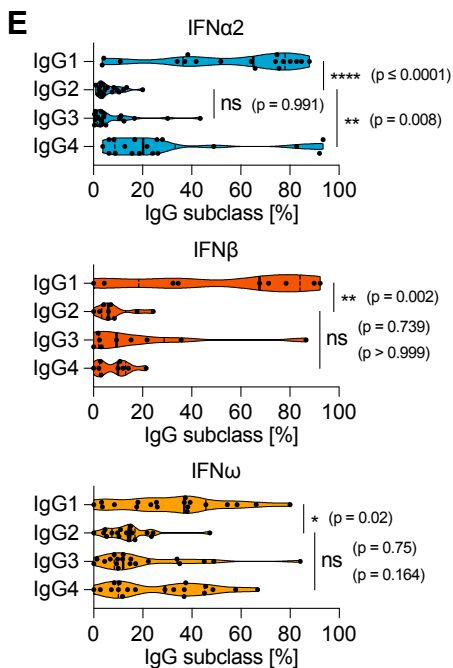 E
IFNα2
IgG1
**** (p ≤ 0.0001)
IgG2
ns (p = 0.991)
IgG3
** (p = 0.008)
IgG4
0 20 40 60 80 100
IgG subclass [%]
IFNβ
IgG1
** (p = 0.002)
IgG2
ns (p = 0.739)
IgG3
(p > 0.999)
IgG4
0 20 40 60 80 100
IgG subclass [%]
IFNω
IgG1
* (p = 0.02)
IgG2
ns (p = 0.75)
IgG3
(p = 0.164)
IgG4
0 20 40 60 80 100
IgG subclass [%]